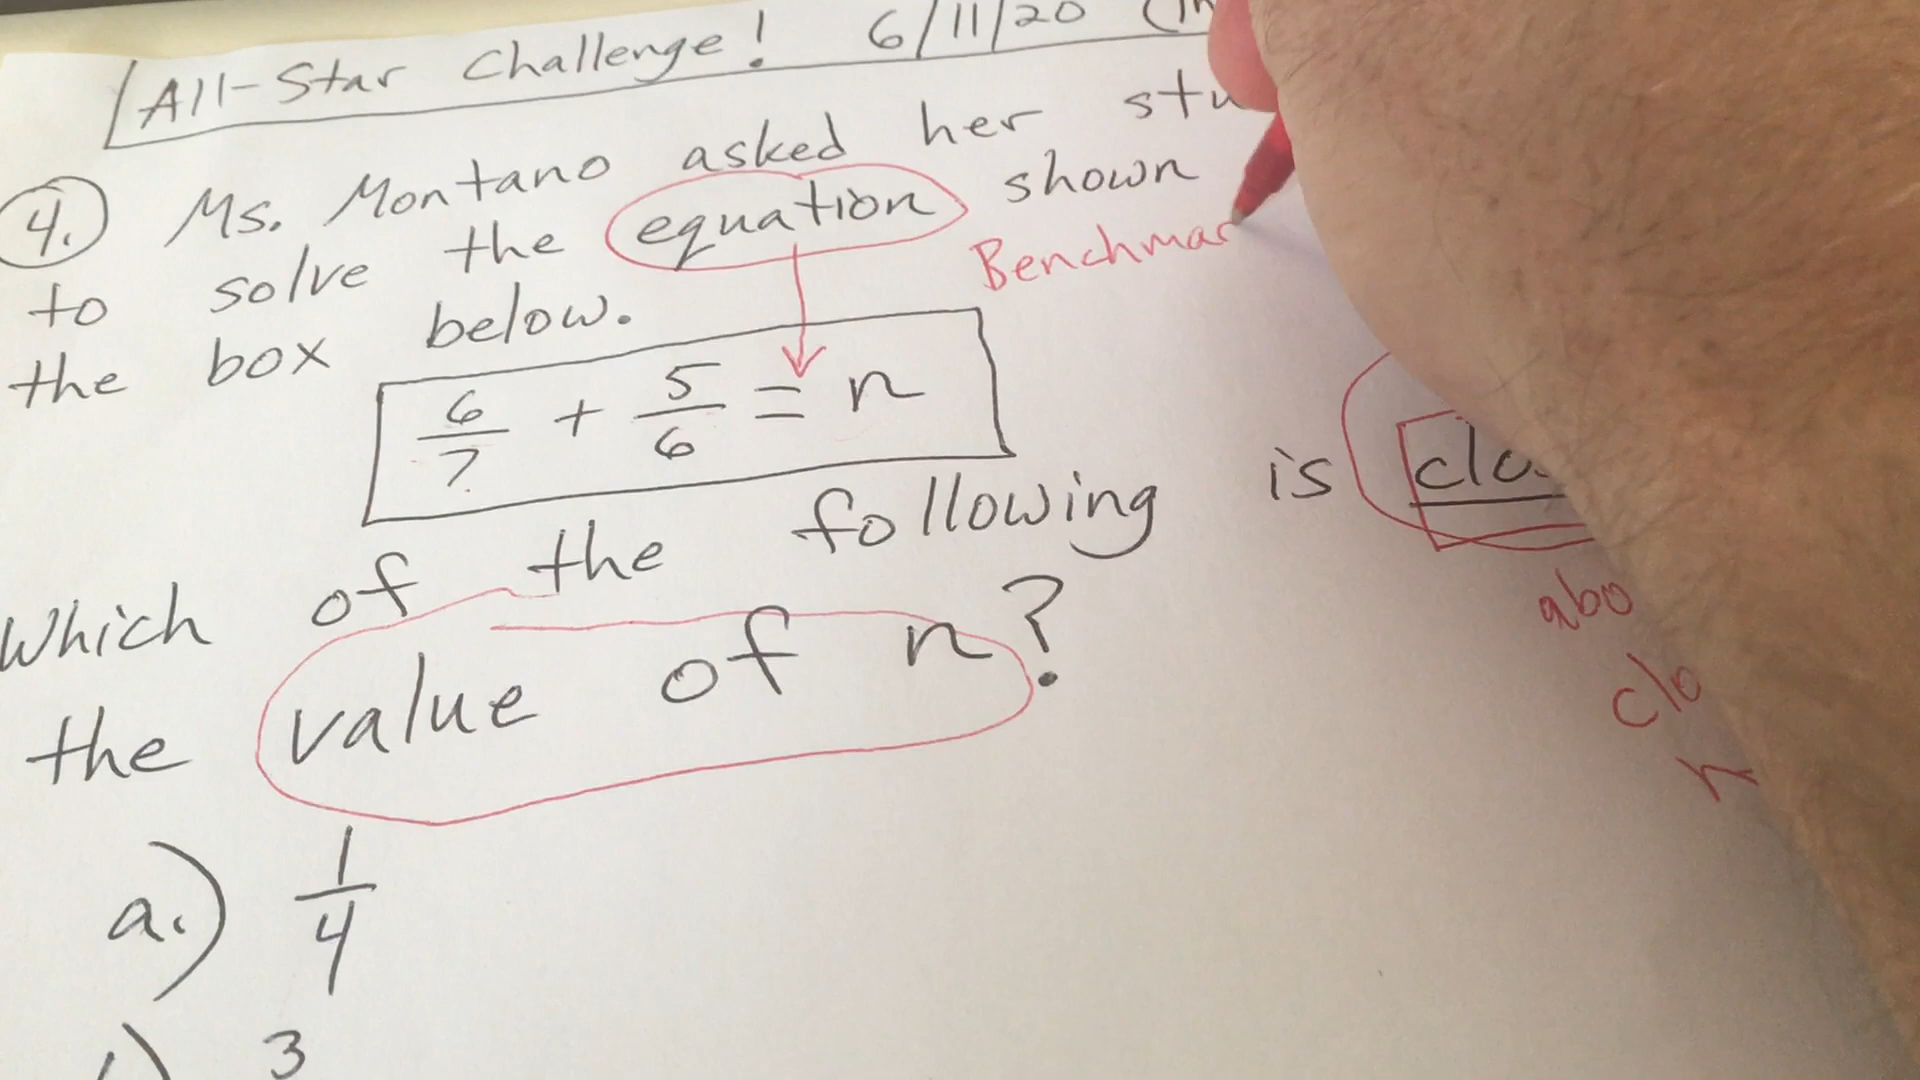 All-Star Challenge! 6/11/20
4. Ms. Montano asked her
to solve the equation shown
Benchmar
the box below.
6/7 + 5/6 = n
Which of the following is
the value of n?
a.) 1/4
3